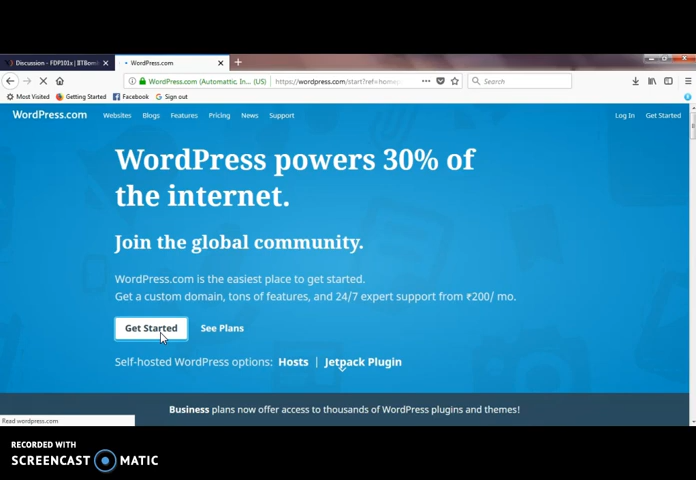 Discussion - FDP101x | IITBom
WordPress.com
WordPress.com (Automattic, In... (US)
https://wordpress.com/start?ref=home
Search
Most Visited
Getting Started
Facebook
Sign out
WordPress.com
Websites
Blogs
Features
Pricing
News
Support
Log In
Get Started
WordPress powers 30% of
the internet.
Join the global community.
WordPress.com is the easiest place to get started.
Get a custom domain, tons of features, and 24/7 expert support from ₹200/ mo.
Get Started
See Plans
Self-hosted WordPress options: Hosts | Jetpack Plugin
Business plans now offer access to thousands of WordPress plugins and themes!
Read wordpress.com
RECORDED WITH
SCREENCAST MATIC